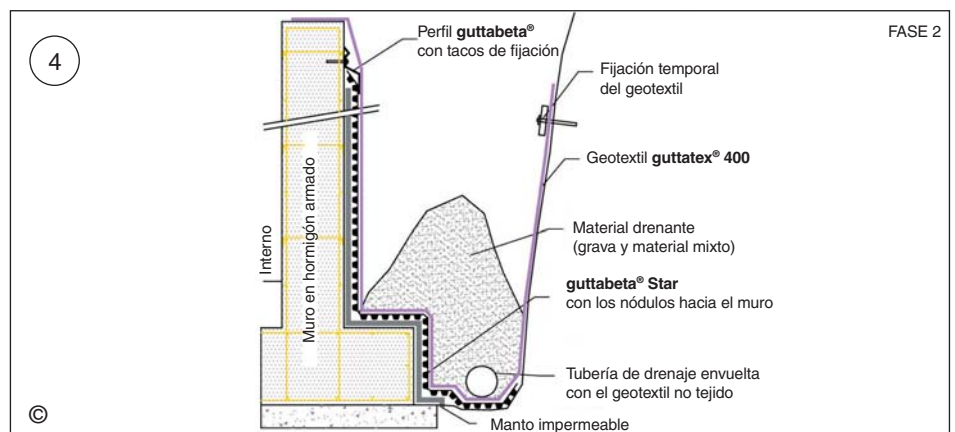 4
FASE 2
Perfil guttabeta®
con tacos de fijación
Fijación temporal
del geotextil
Geotextil guttatex® 400
Material drenante
(grava y material mixto)
guttabeta® Star
con los nódulos hacia el muro
Tubería de drenaje envuelta
con el geotextil no tejido
Manto impermeable
Interno
Muro en hormigón armado
©